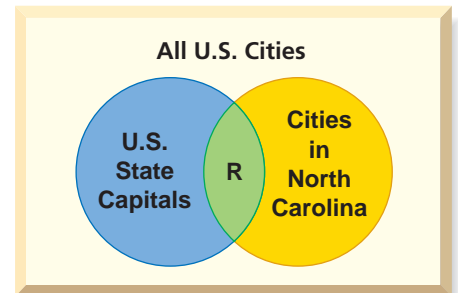 All U.S. Cities
U.S.
State
Capitals
R
Cities
in
North
Carolina